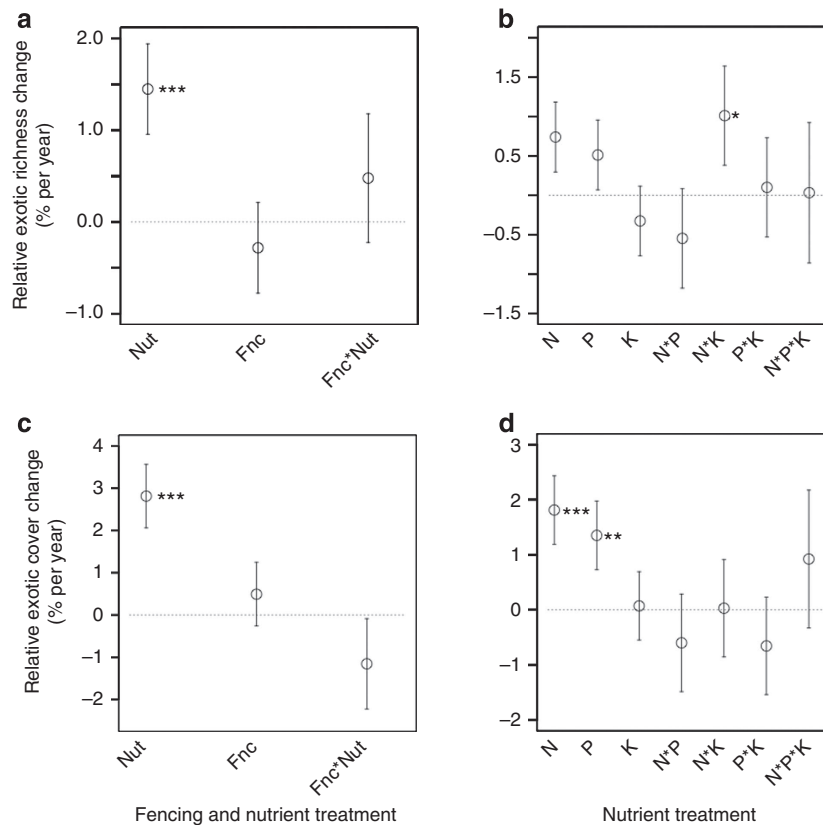 a
Relative exotic richness change
(% per year)
2.0
1.0
0.0
–1.0
***
Nut
Fnc
Fnc*Nut
b
1.5
0.5
–0.5
–1.5
*
N
P
K
N*P
N*K
P*K
N*P*K
c
Relative exotic cover change
(% per year)
4
3
2
1
0
–1
–2
***
Nut
Fnc
Fnc*Nut
Fencing and nutrient treatment
d
3
2
1
0
–1
–2
***
**
N
P
K
N*P
N*K
P*K
N*P*K
Nutrient treatment